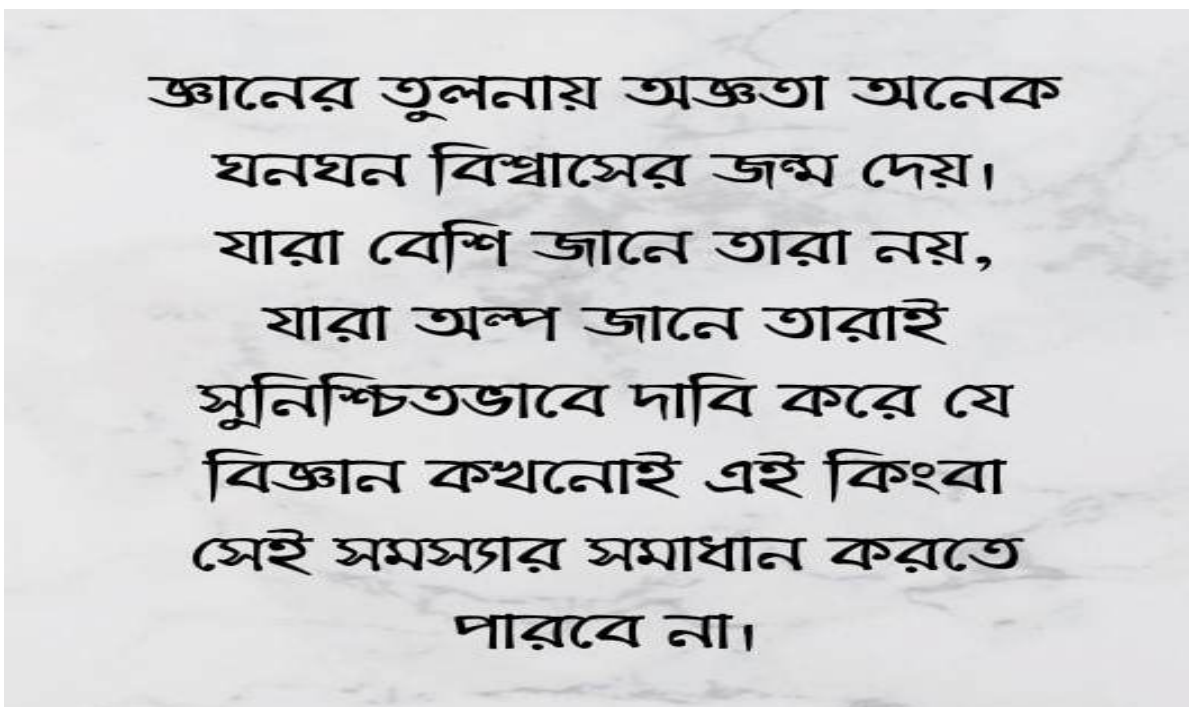 জ্ঞানের তুলনায় অজ্ঞতা অনেক
ঘনঘন বিশ্বাসের জন্ম দেয়।
যারা বেশি জানে তারা নয়,
যারা অল্প জানে তারাই
সুনিশ্চিতভাবে দাবি করে যে
বিজ্ঞান কখনোই এই কিংবা
সেই সমস্যার সমাধান করতে
পারবে না।